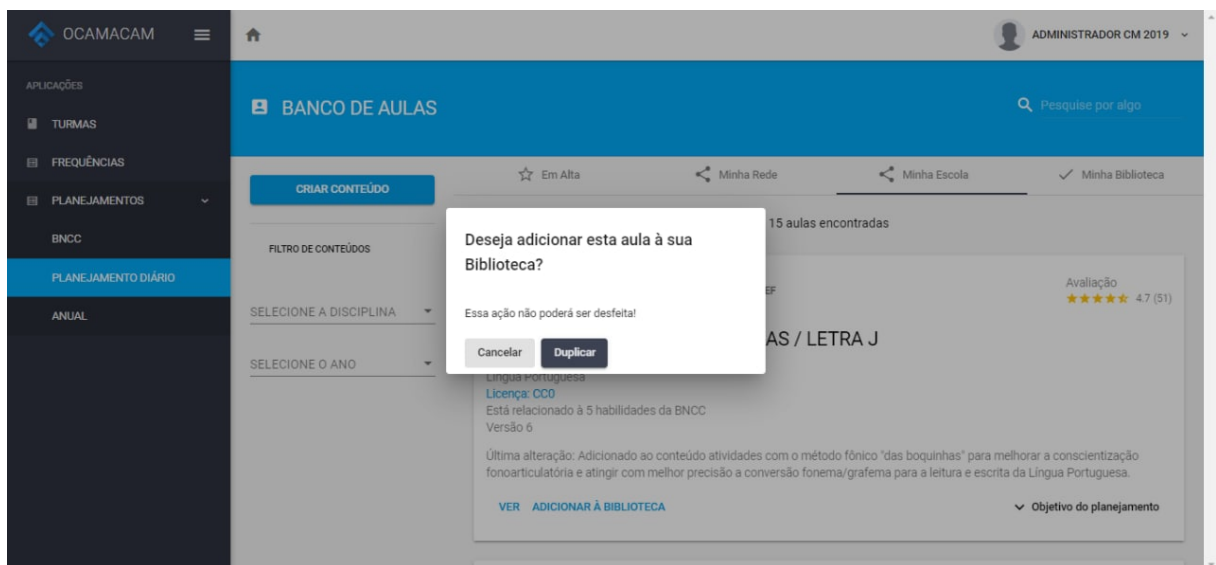 OCAMACAM
ADMINISTRADOR CM 2019
APLICAÇÕES
TURMAS
FREQUÊNCIAS
PLANEJAMENTOS
BNCC
PLANEJAMENTO DIÁRIO
ANUAL
BANCO DE AULAS
Pesquise por algo
CRIAR CONTEÚDO
FILTRO DE CONTEÚDOS
SELECIONE A DISCIPLINA
SELECIONE O ANO
Em Alta
Minha Rede
Minha Escola
Minha Biblioteca
15 aulas encontradas
Deseja adicionar esta aula à sua
Biblioteca?
Essa ação não poderá ser desfeita!
Cancelar
Duplicar
EF
Avaliação
4.7 (51)
AS / LETRA J
Língua Portuguesa
Licença: CC0
Está relacionado à 5 habilidades da BNCC
Versão 6
Última alteração: Adicionado ao conteúdo atividades com o método fônico "das boquinhas" para melhorar a conscientização
fonoarticulatória e atingir com melhor precisão a conversão fonema/grafema para a leitura e escrita da Língua Portuguesa.
VER ADICIONAR À BIBLIOTECA
Objetivo do planejamento